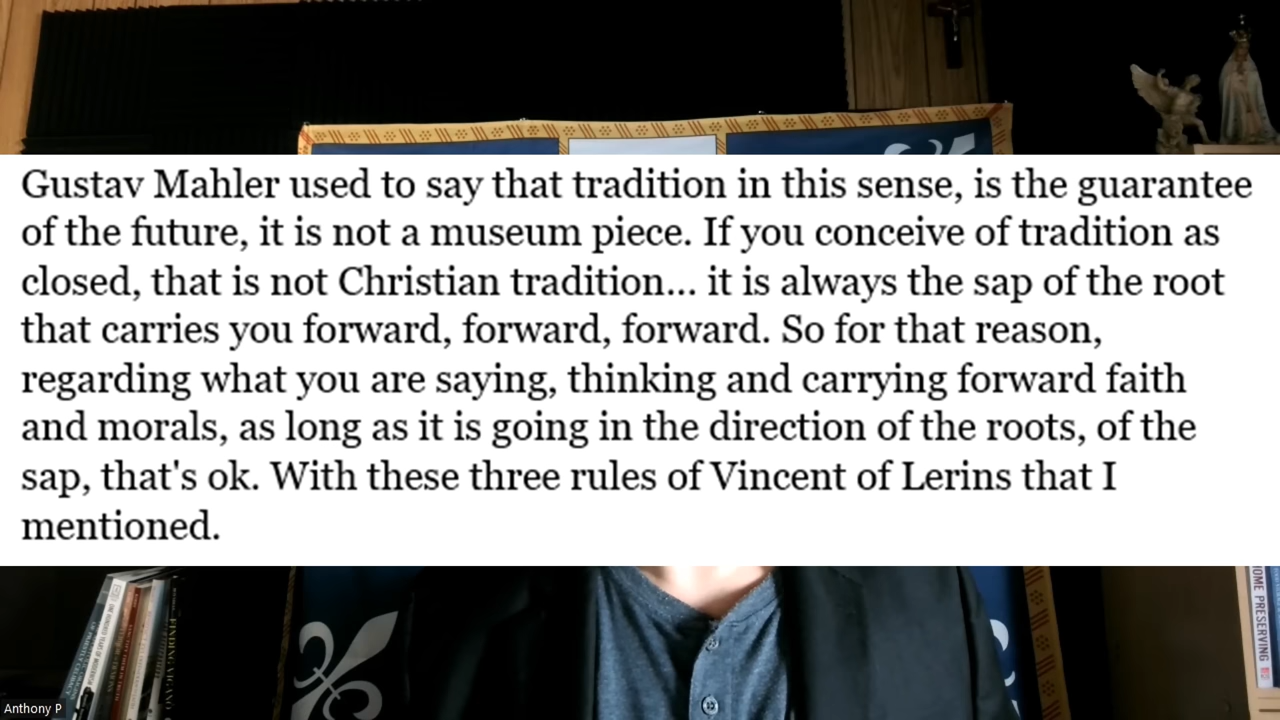 Gustav Mahler used to say that tradition in this sense, is the guarantee
of the future, it is not a museum piece. If you conceive of tradition as
closed, that is not Christian tradition... it is always the sap of the root
that carries you forward, forward, forward. So for that reason,
regarding what you are saying, thinking and carrying forward faith
and morals, as long as it is going in the direction of the roots, of the
sap, that's ok. With these three rules of Vincent of Lerins that I
mentioned.
OME PRESERVING
Anthony P